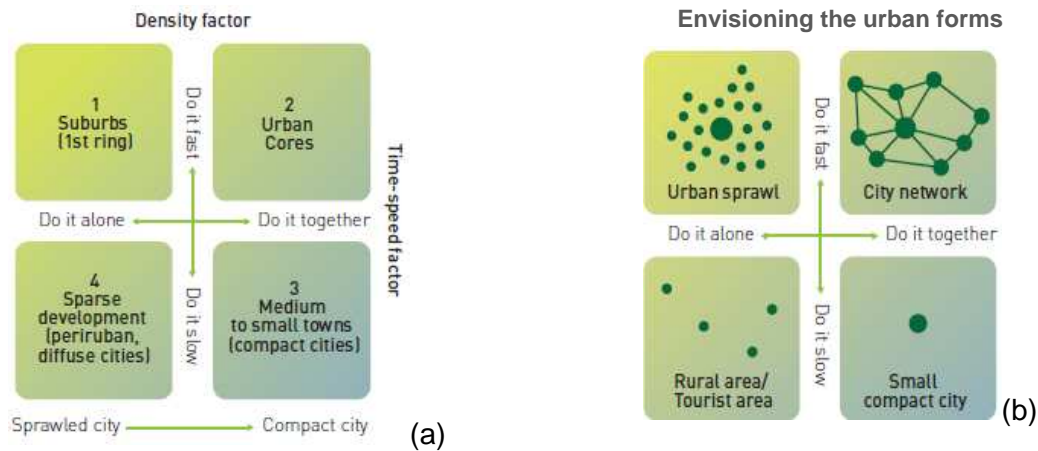 Density factor
1
Suburbs
(1st ring)
Do it fast
2
Urban
Cores
Time-speed factor
Do it alone
Do it together
4
Sparse
development
(periruban,
diffuse cities)
Do it slow
3
Medium
to small towns
(compact cities)
Sprawled city
Compact city
(a)
Envisioning the urban forms
Urban sprawl
Do it fast
City network
Do it alone
Do it together
Rural area/
Tourist area
Do it slow
Small
compact city
(b)